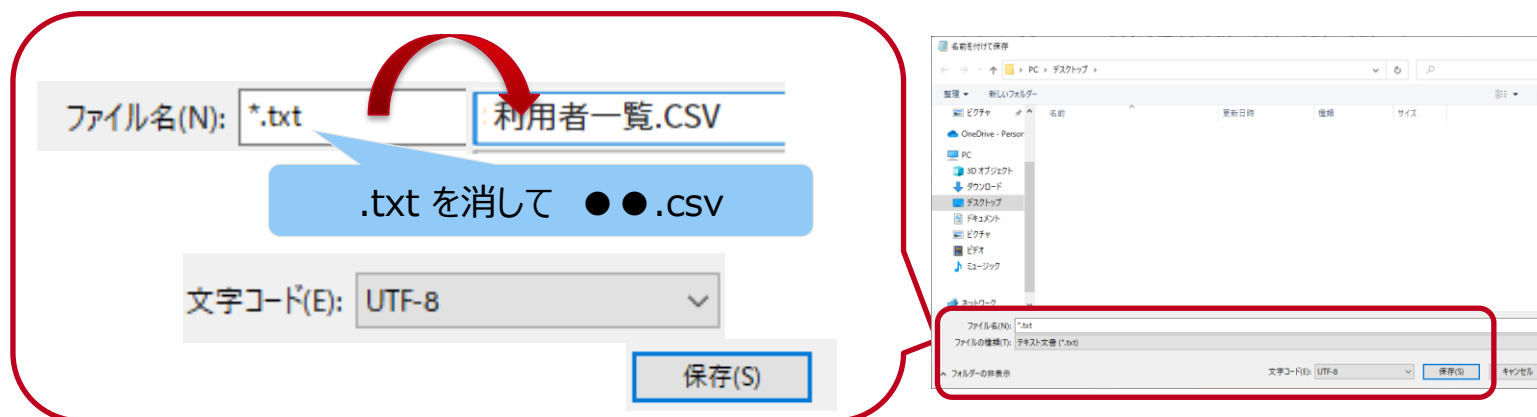 ファイル名(N): *.txt
利用者一覧.CSV
.txt を消して ●●.csv
文字コード(E): UTF-8
保存(S)
名前を付けて保存
PC › デスクトップ ›
整理 新しいフォルダー
名前 更新日時 種類 サイズ
ピクチャ
OneDrive - Person
PC
3D オブジェクト
ダウンロード
デスクトップ
ドキュメント
ピクチャ
ビデオ
ミュージック
ネットワーク
ファイル名(N): *.txt
ファイルの種類(T): テキスト文書 (*.txt)
フォルダーの非表示 文字コード(E): UTF-8 保存(S) キャンセル